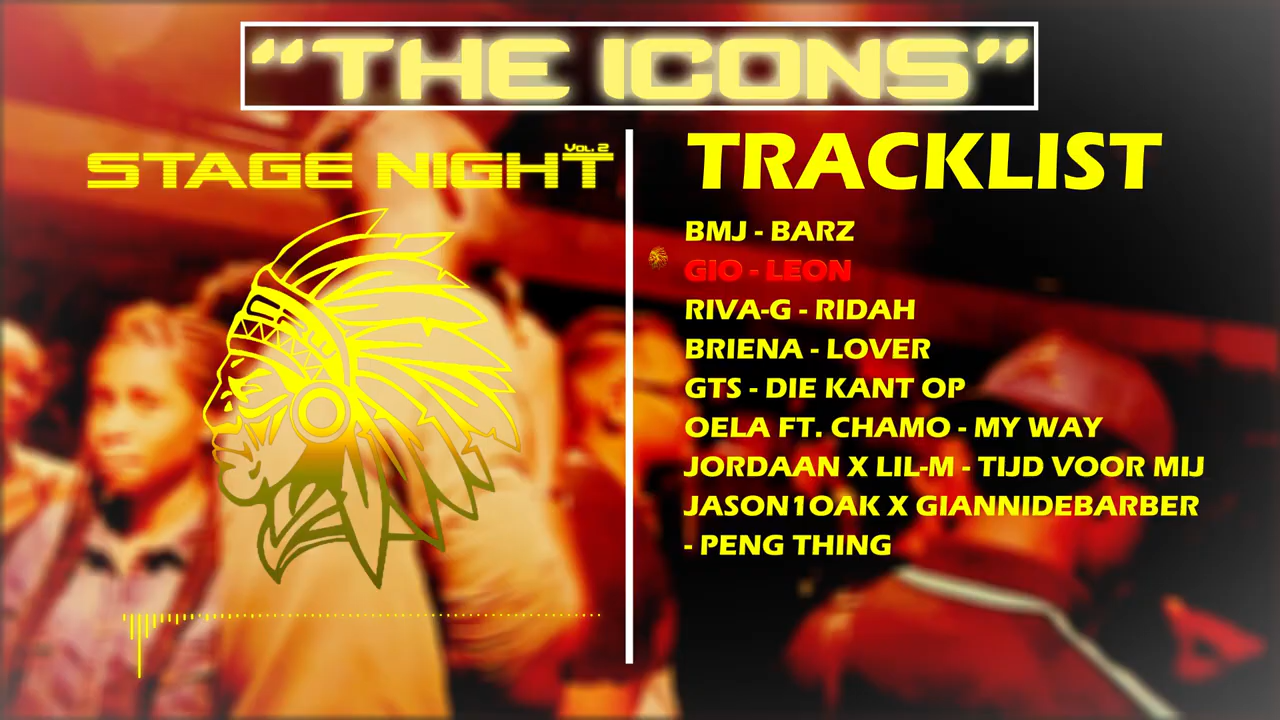 “THE ICONS”
STAGE NIGHT Vol. 2
TRACKLIST
BMJ - BARZ
GIO - LEON
RIVA-G - RIDAH
BRIENA - LOVER
GTS - DIE KANT OP
OELA FT. CHAMO - MY WAY
JORDAAN X LIL-M - TIJD VOOR MIJ
JASON1OAK X GIANNIDEBARBER
- PENG THING